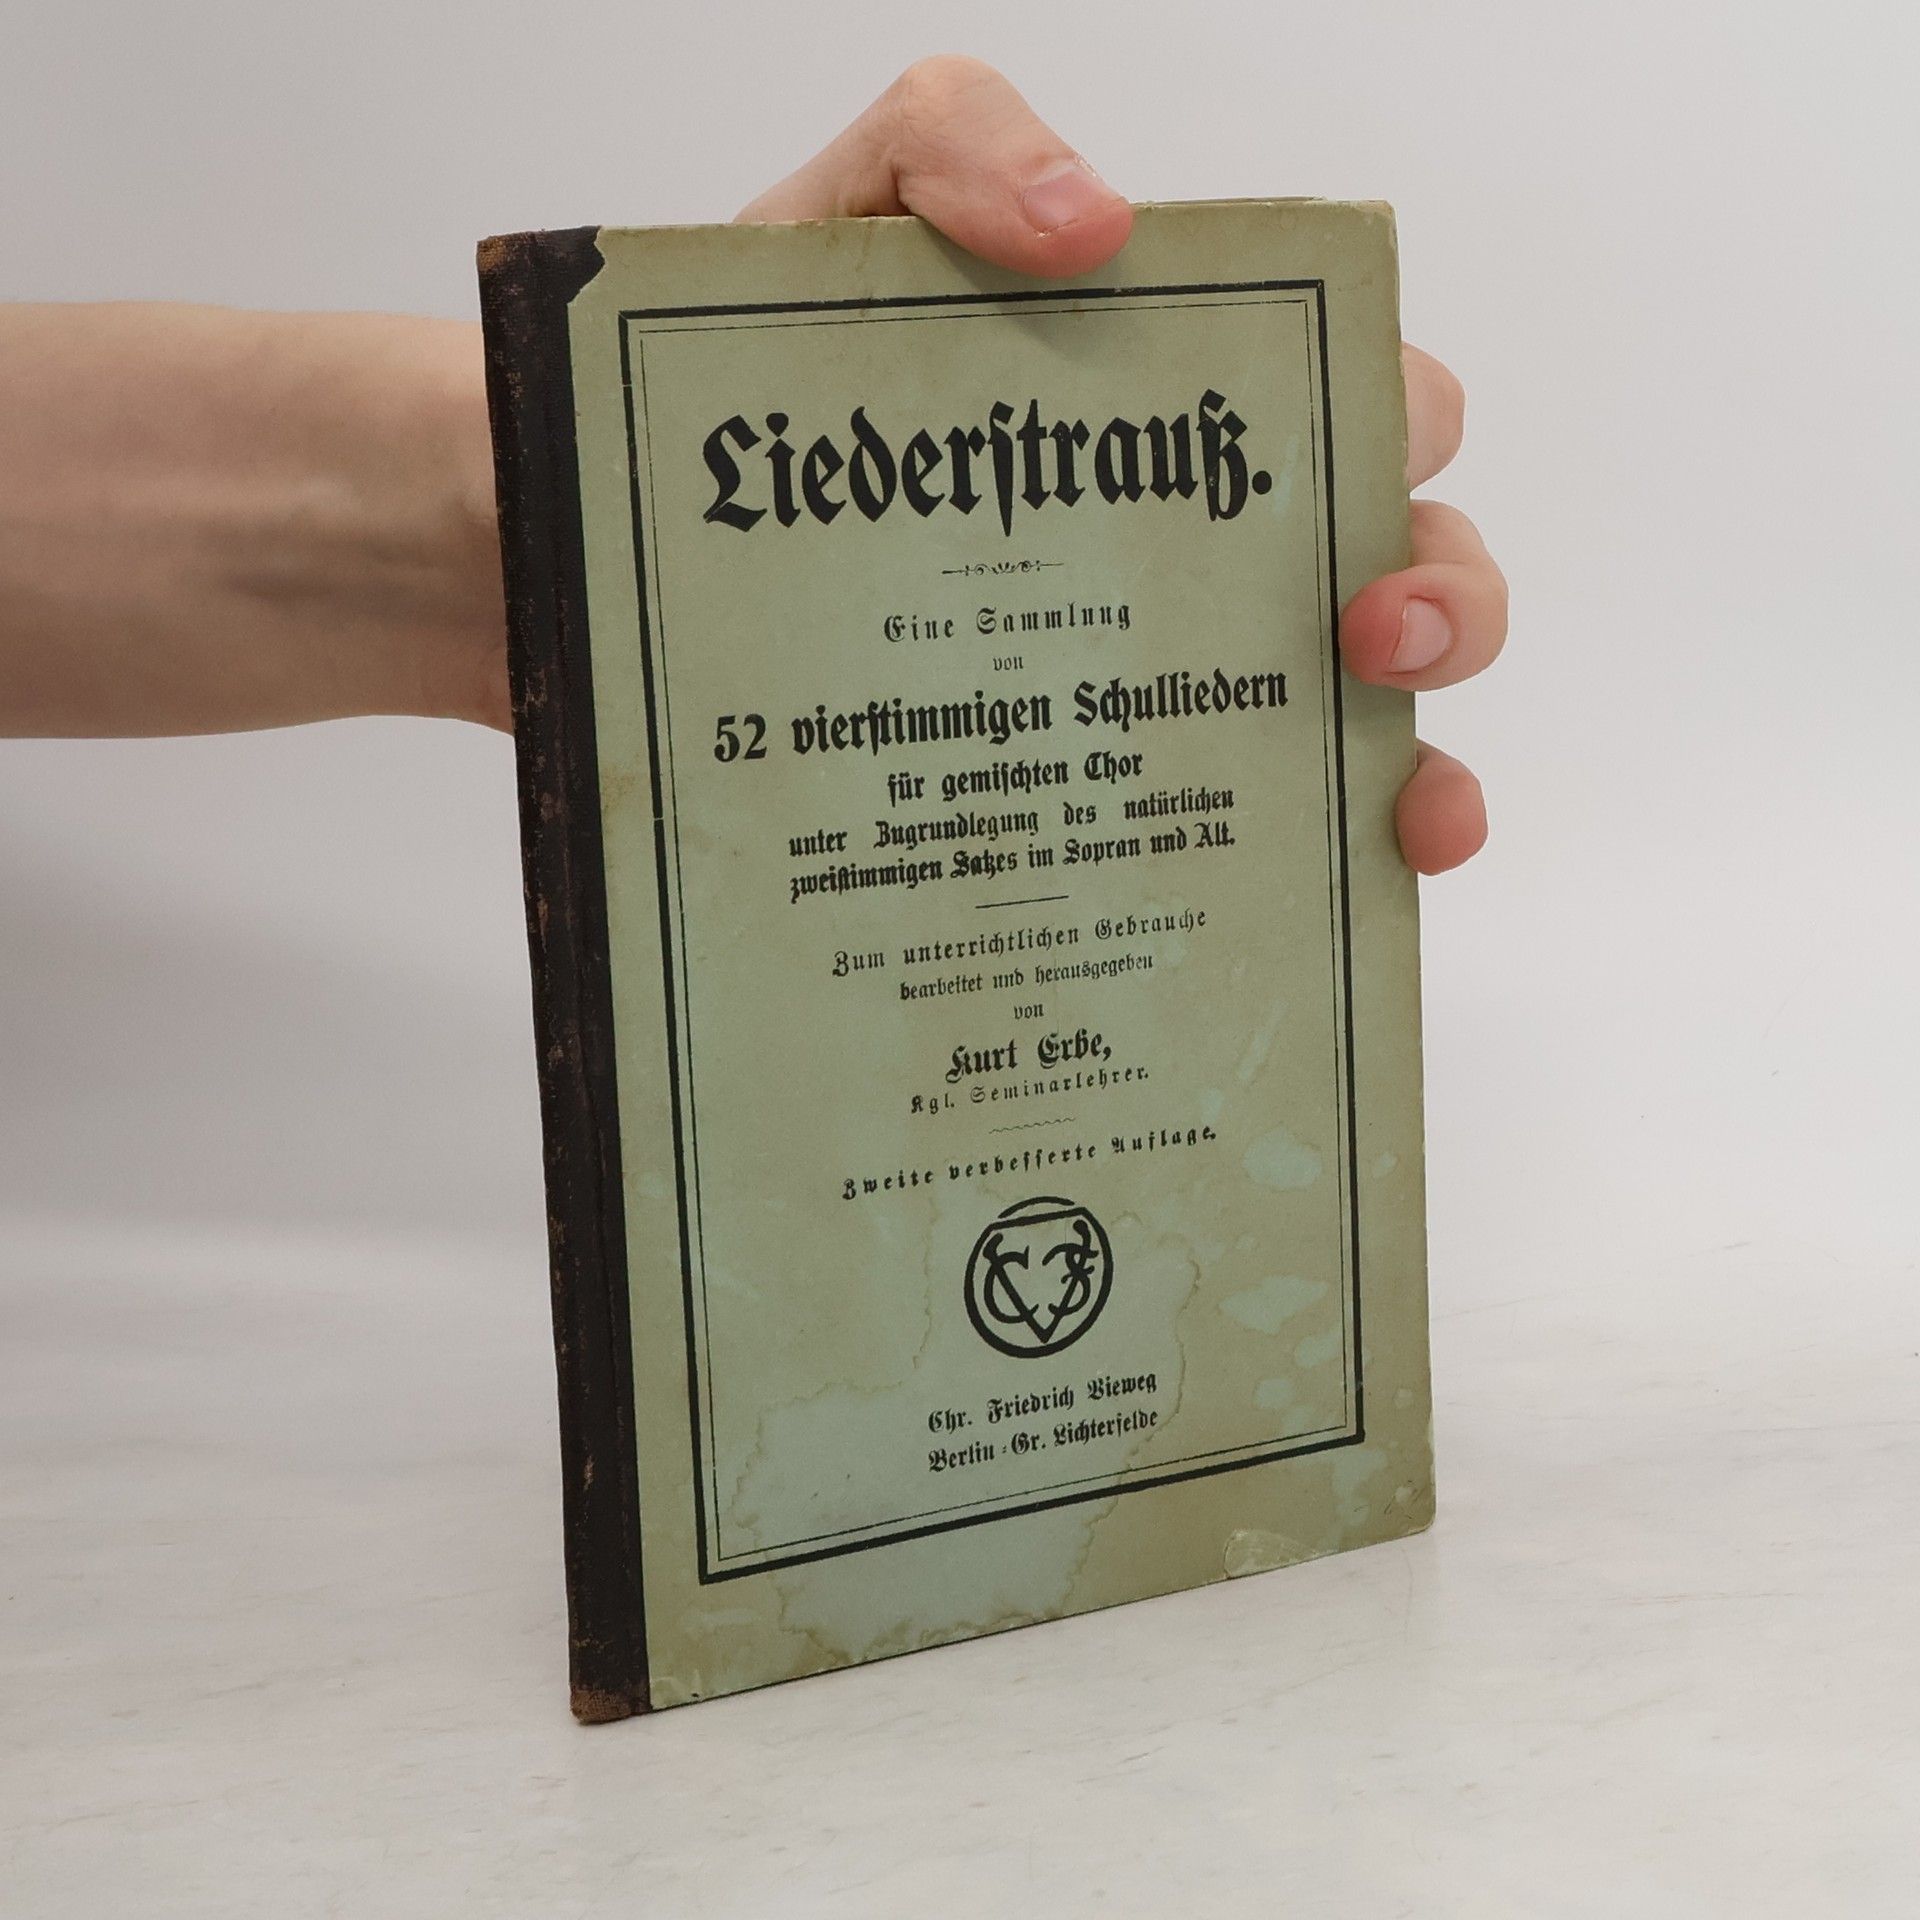 Liederstrauß.
Eine Sammlung
von
52 vierstimmigen Schulliedern
für gemischten Chor
unter Zugrundlegung des natürlichen
zweistimmigen Satzes im Sopran und Alt.
Zum unterrichtlichen Gebrauche
bearbeitet und herausgegeben
von
Kurt Erbe,
Kgl. Seminarlehrer.
Zweite verbesserte Auflage.
CVF
Chr. Friedrich Vieweg
Berlin-Gr. Lichterfelde